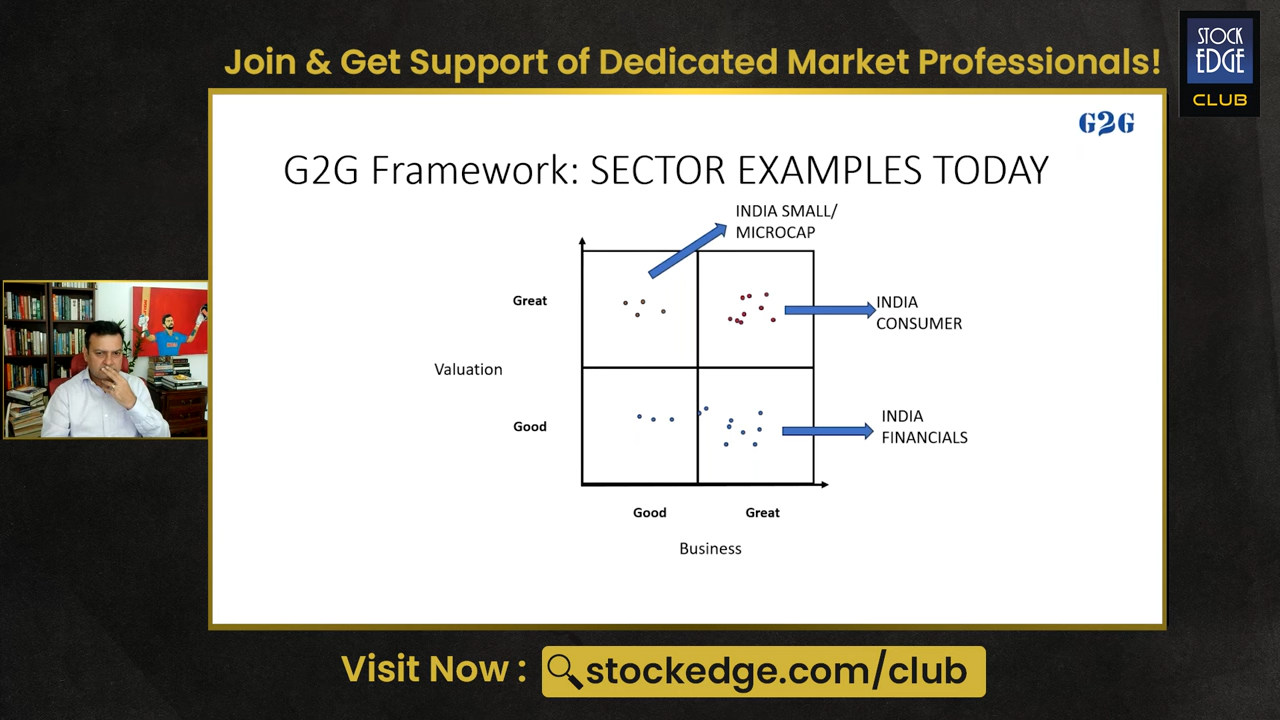 Join & Get Support of Dedicated Market Professionals!
STOCK
EDGE
CLUB
G2G
G2G Framework: SECTOR EXAMPLES TODAY
INDIA SMALL/
MICROCAP
Great
INDIA
CONSUMER
Valuation
Good
INDIA
FINANCIALS
Good
Great
Business
Visit Now :
stockedge.com/club